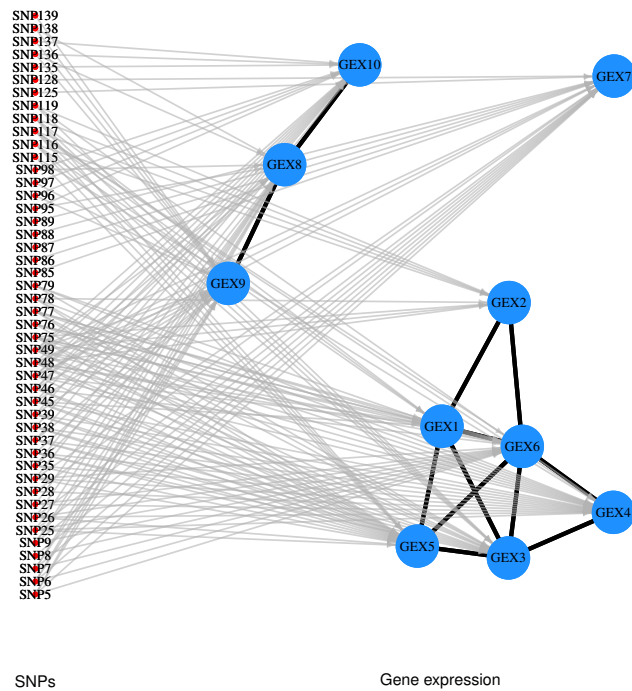 SNP139
SNP138
SNP137
SNP136
SNP135
SNP128
SNP125
SNP119
SNP118
SNP117
SNP116
SNP115
SNP98
SNP97
SNP96
SNP95
SNP89
SNP88
SNP87
SNP86
SNP85
SNP79
SNP78
SNP77
SNP76
SNP75
SNP49
SNP48
SNP47
SNP46
SNP45
SNP39
SNP38
SNP37
SNP36
SNP35
SNP29
SNP28
SNP27
SNP26
SNP25
SNP9
SNP8
SNP7
SNP6
SNP5
GEX10
GEX7
GEX8
GEX9
GEX2
GEX1
GEX6
GEX4
GEX5
GEX3
SNPs
Gene expression